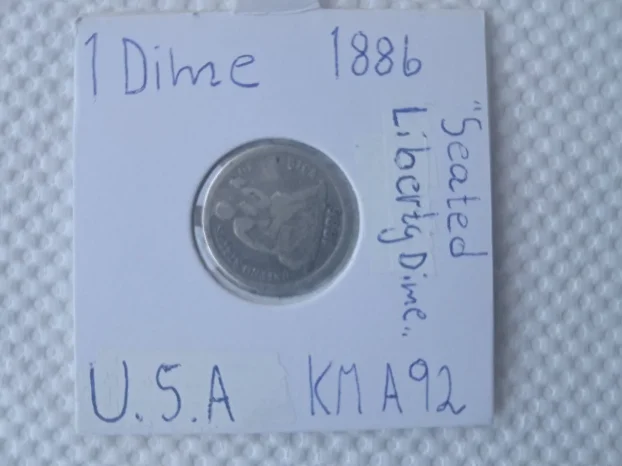 1 Dime 1886
"Seated
Liberty Dime"
U.S.A KM A92